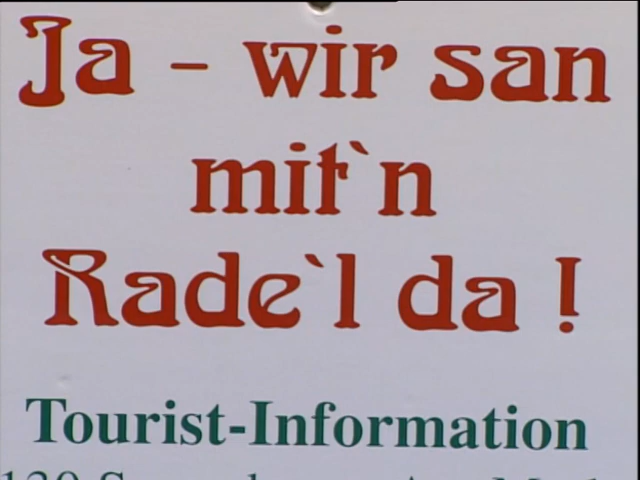 Ja - wir san
mit`n
Rade`l da !
Tourist-Information